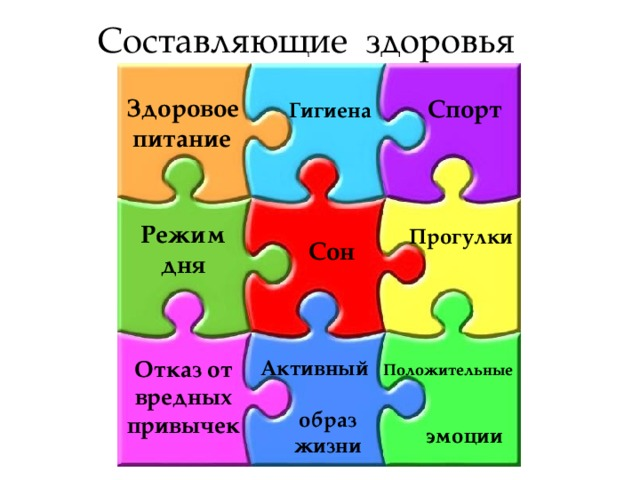 Составляющие здоровья
Здоровое
питание
Гигиена
Спорт
Режим
дня
Сон
Прогулки
Отказ от
вредных
привычек
Активный
образ
жизни
Положительные
эмоции